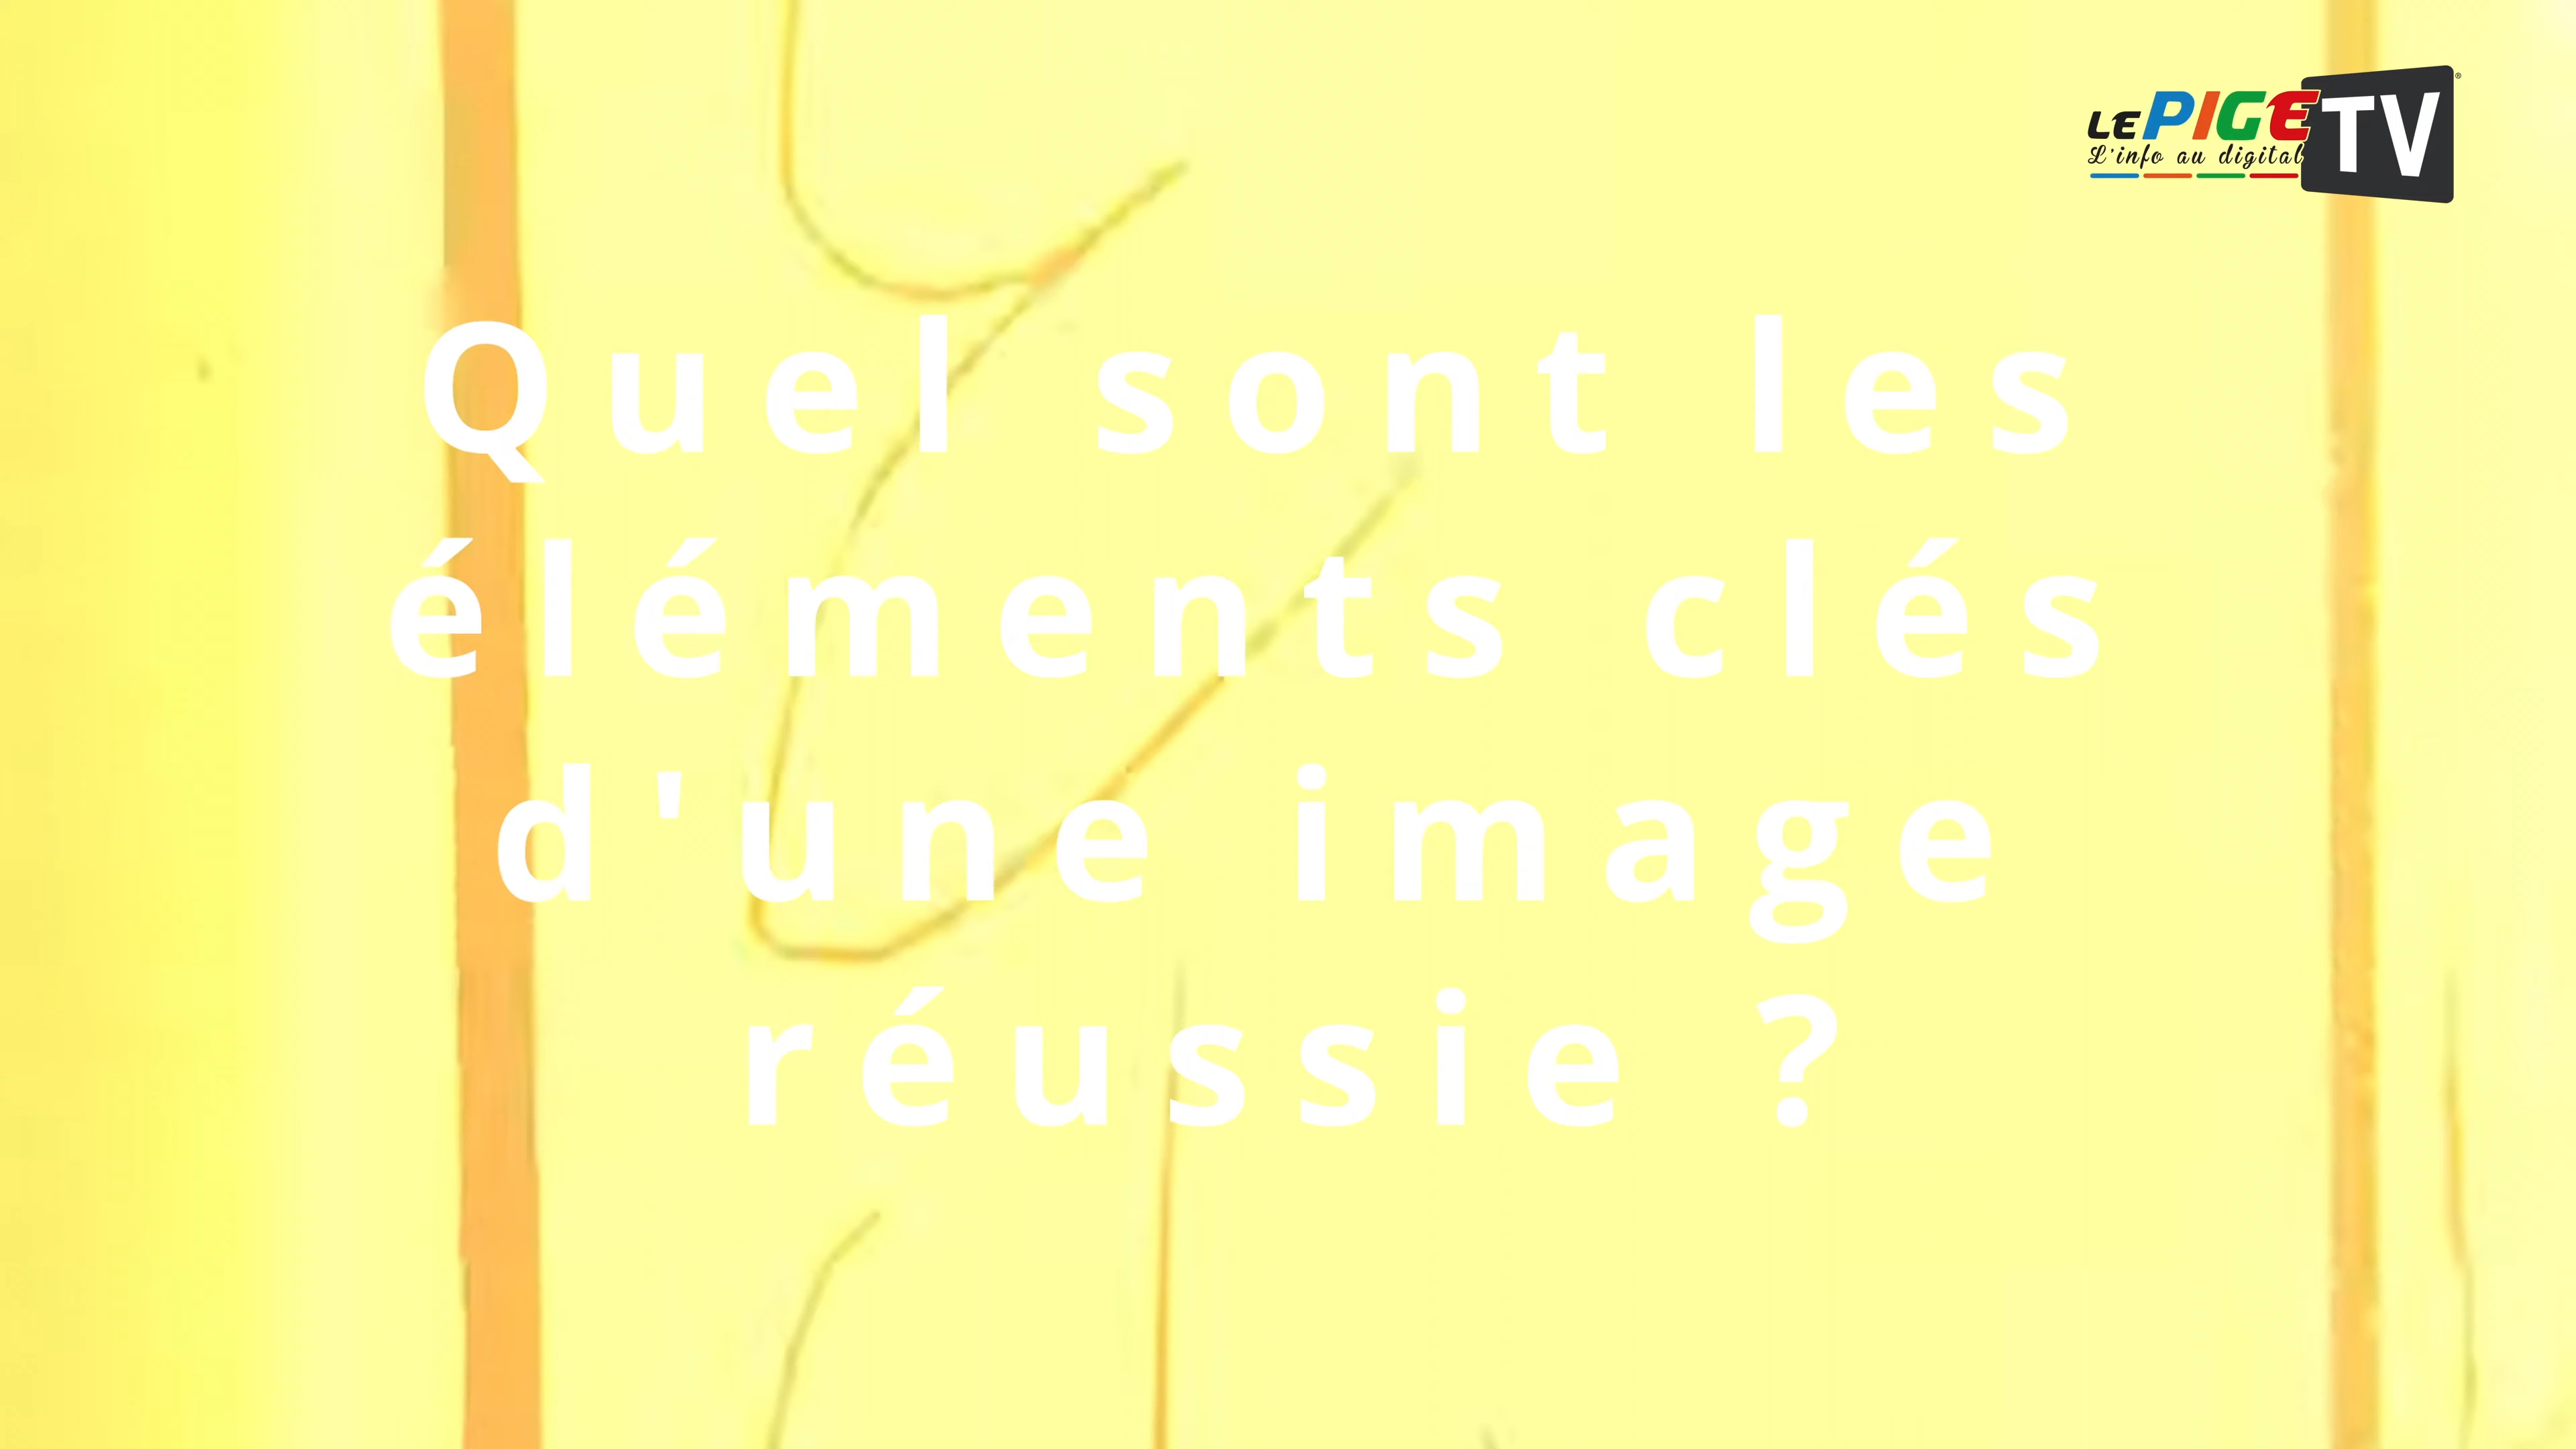 LE PIGE TV
L'info au digital
Quel sont les
éléments clés
d'une image
réussie ?